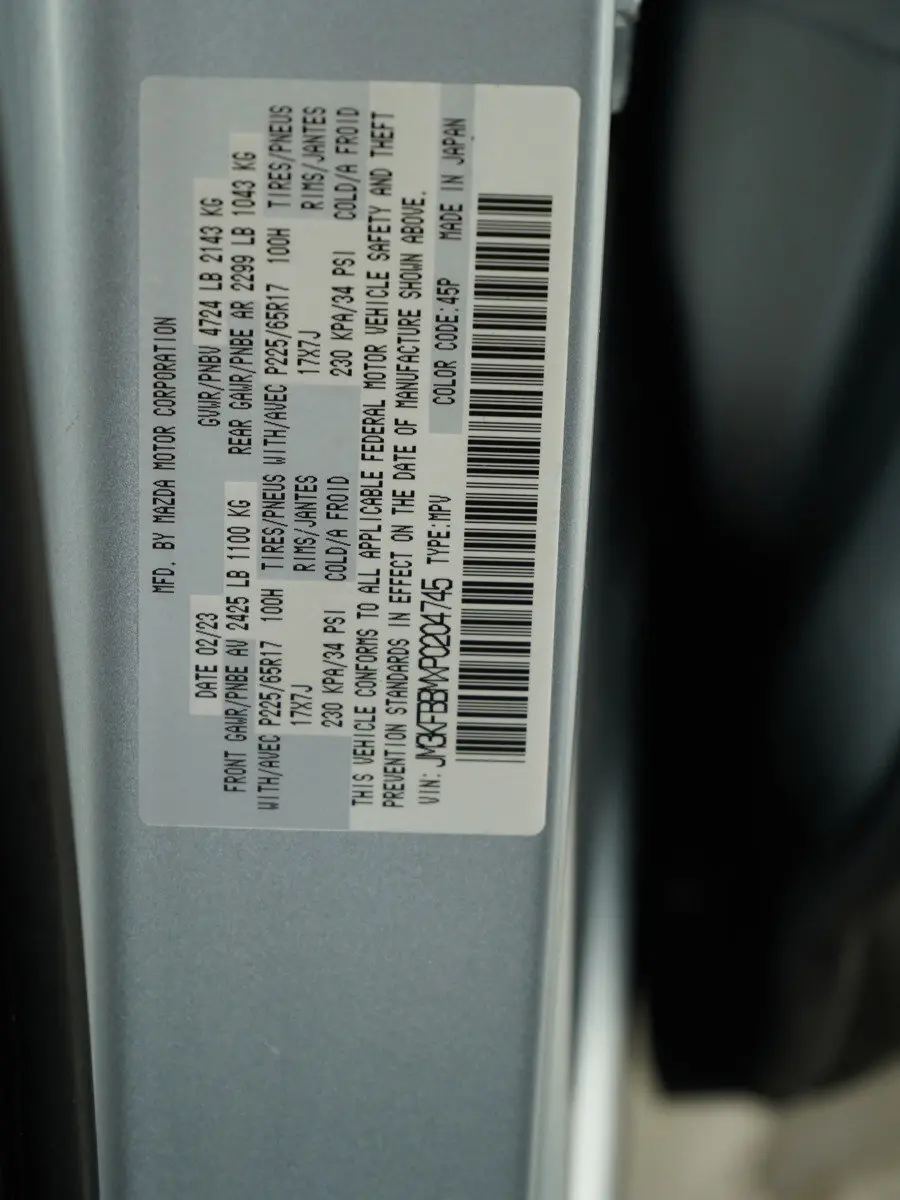 MFD. BY MAZDA MOTOR CORPORATION
DATE 02/23 GVWR/PNBV 4724 LB 2143 KG
FRONT GAWR/PNBE AV 2425 LB 1100 KG REAR GAWR/PNBE AR 2299 LB 1043 KG
WITH/AVEC P225/65R17 100H TIRES/PNEUS WITH/AVEC P225/65R17 100H TIRES/PNEUS
17X7J RIMS/JANTES 17X7J RIMS/JANTES
230 KPA/34 PSI COLD/A FROID 230 KPA/34 PSI COLD/A FROID
THIS VEHICLE CONFORMS TO ALL APPLICABLE FEDERAL MOTOR VEHICLE SAFETY AND THEFT
PREVENTION STANDARDS IN EFFECT ON THE DATE OF MANUFACTURE SHOWN ABOVE.
VIN: JM3KFBBMXP0204745 TYPE:MPV COLOR CODE:45P MADE IN JAPAN